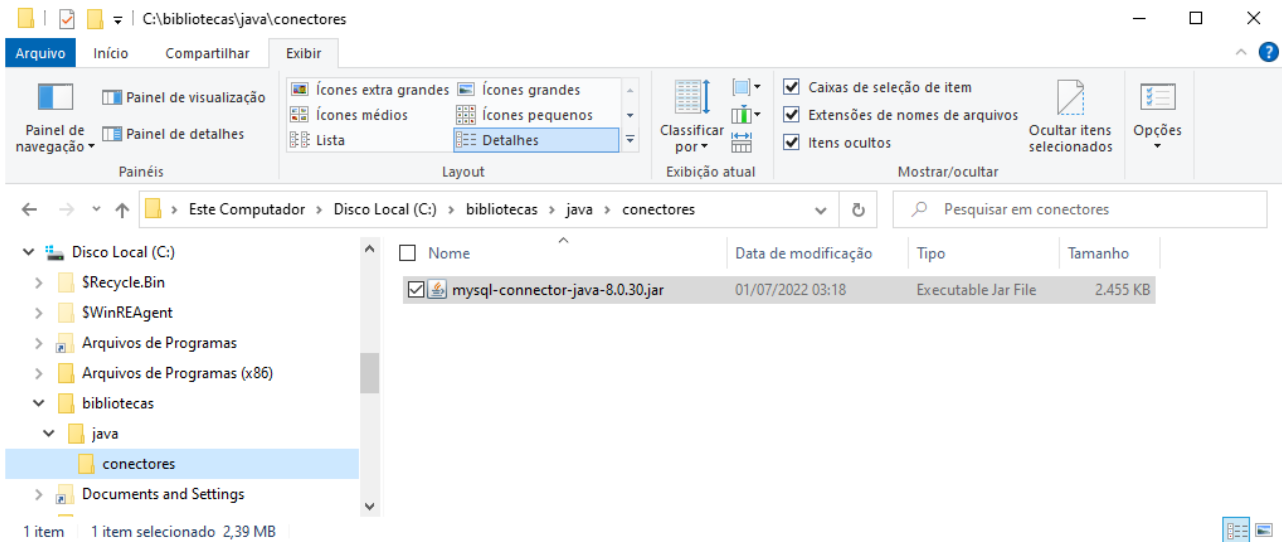 C:\bibliotecas\java\conectores
Arquivo Início Compartilhar Exibir
Painel de navegação
Painel de visualização
Painel de detalhes
Painéis
Ícones extra grandes Ícones grandes
Ícones médios Ícones pequenos
Lista Detalhes
Layout
Classificar por
Exibição atual
Caixas de seleção de item
Extensões de nomes de arquivos
Itens ocultos
Ocultar itens selecionados
Mostrar/ocultar
Opções
Este Computador > Disco Local (C:) > bibliotecas > java > conectores
Pesquisar em conectores
Disco Local (C:)
$Recycle.Bin
$WinREAgent
Arquivos de Programas
Arquivos de Programas (x86)
bibliotecas
java
conectores
Documents and Settings
Nome Data de modificação Tipo Tamanho
mysql-connector-java-8.0.30.jar 01/07/2022 03:18 Executable Jar File 2.455 KB
1 item 1 item selecionado 2,39 MB